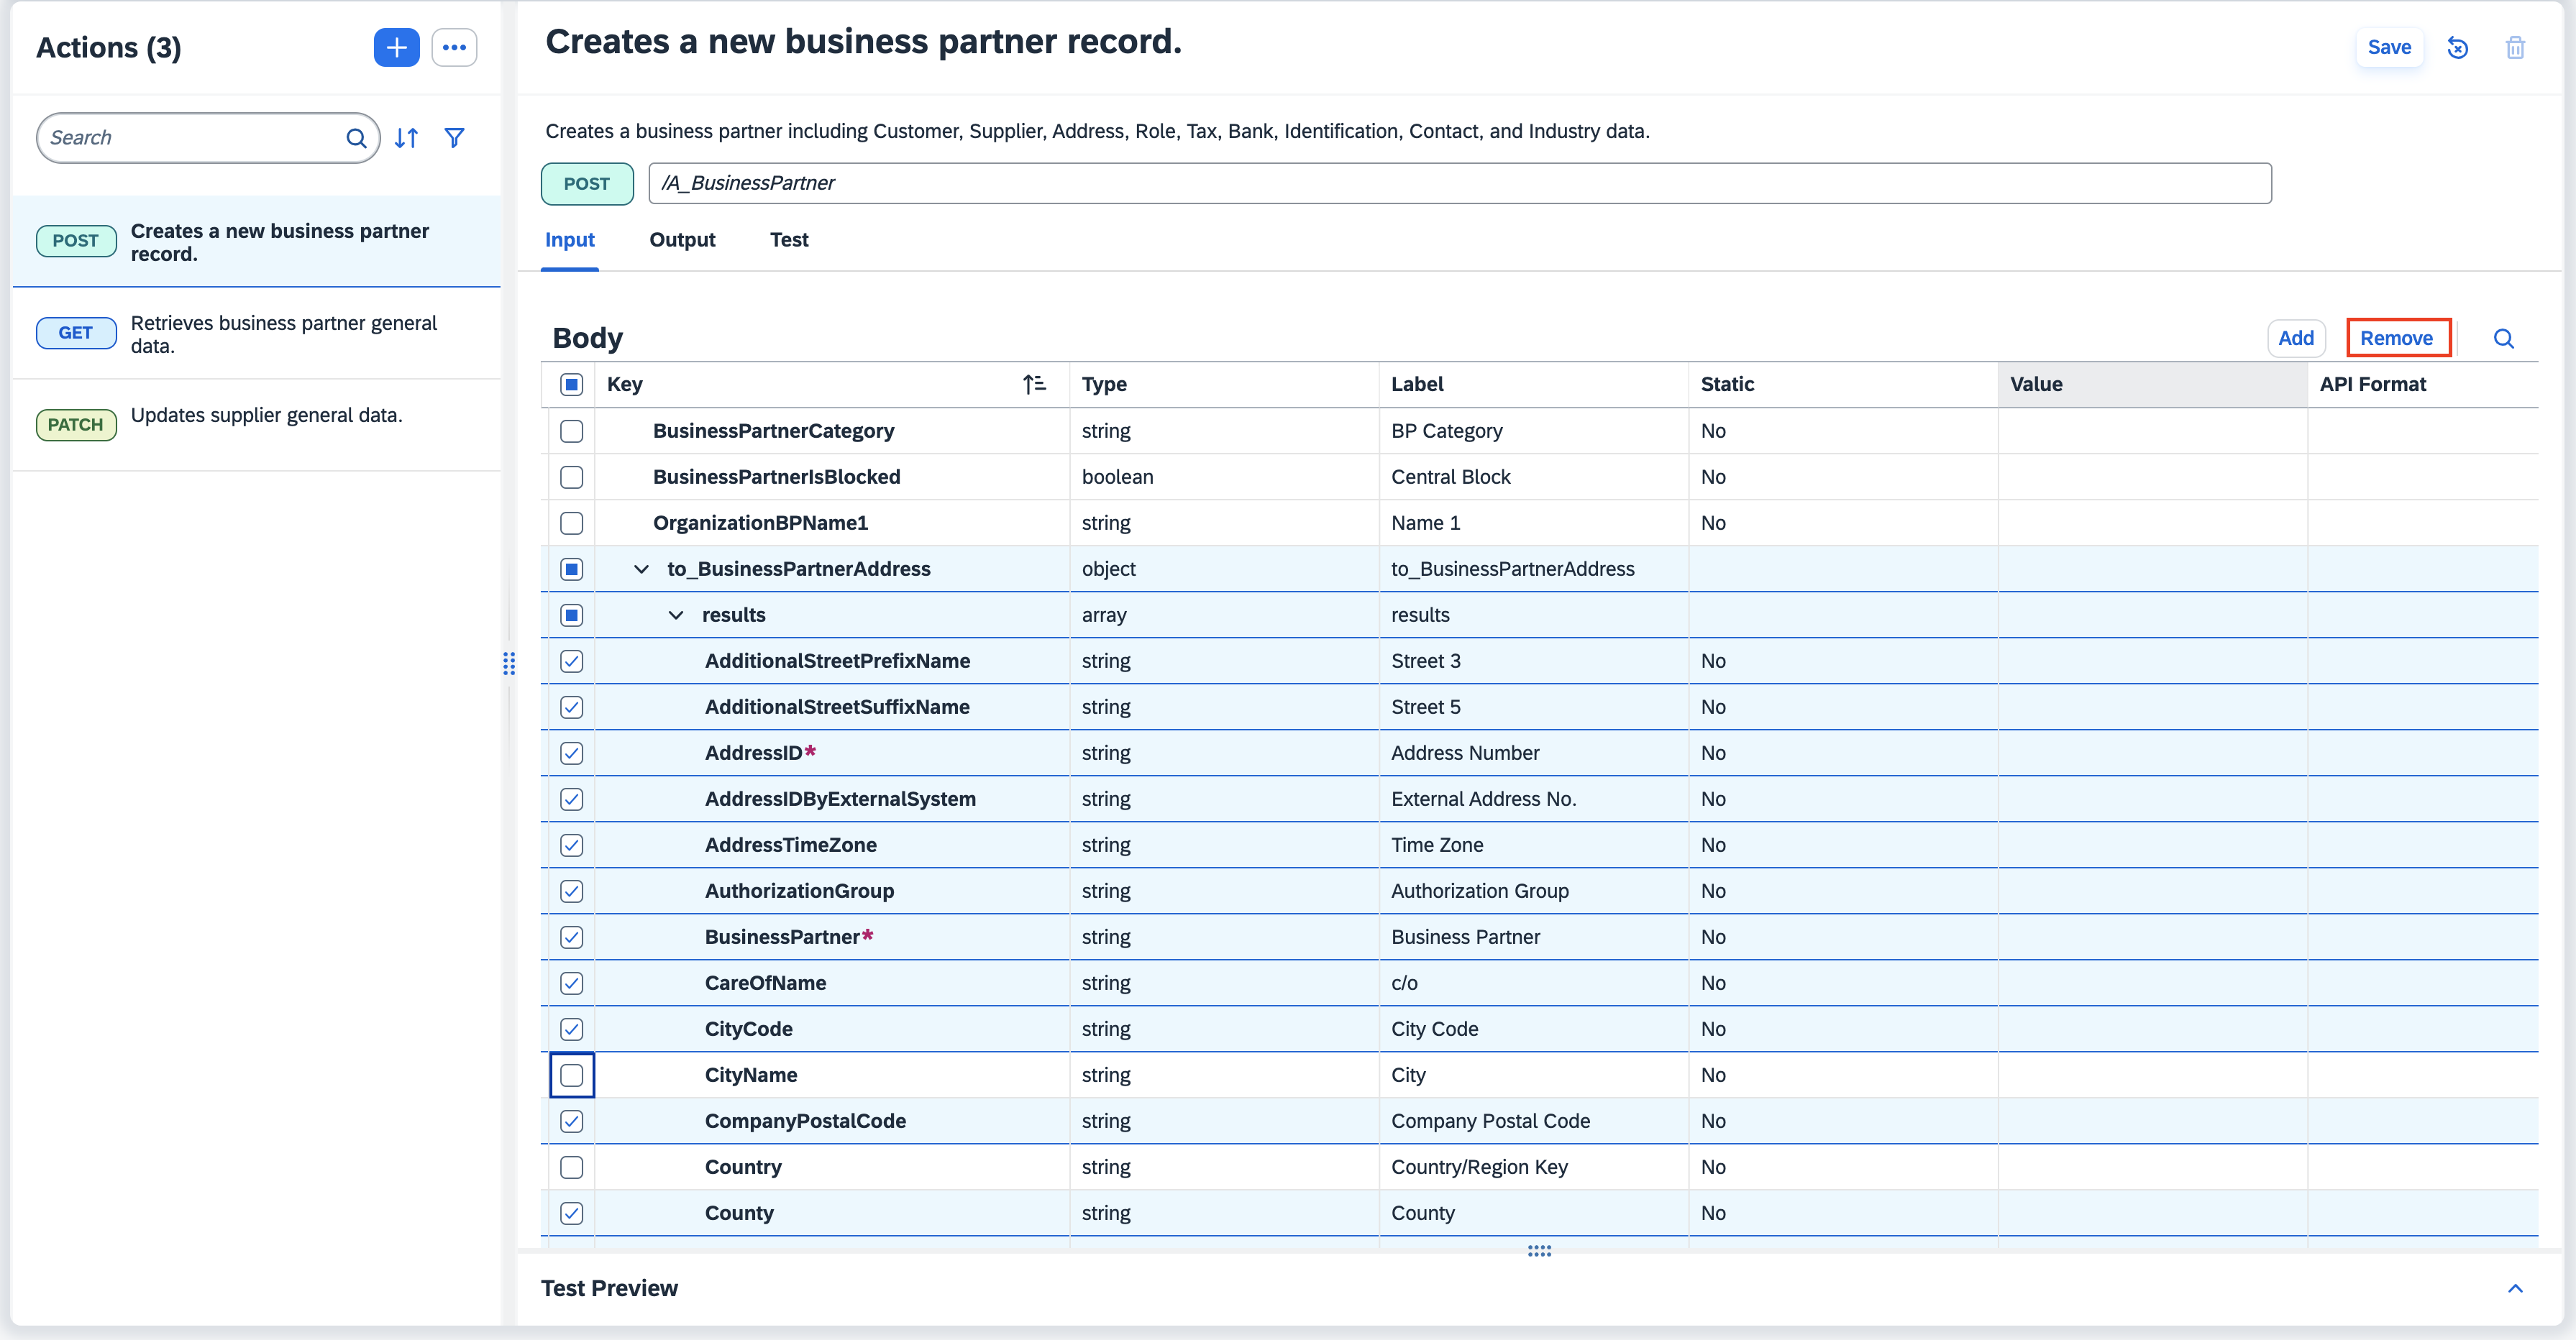 Actions (3)
Search
POST
Creates a new business partner
record.
GET
Retrieves business partner general
data.
PATCH
Updates supplier general data.
Creates a new business partner record.
Save
Creates a business partner including Customer, Supplier, Address, Role, Tax, Bank, Identification, Contact, and Industry data.
POST /A_BusinessPartner
Input Output Test
Body
Add Remove
Key Type Label Static Value API Format
BusinessPartnerCategory string BP Category No
BusinessPartnerIsBlocked boolean Central Block No
OrganizationBPName1 string Name 1 No
to_BusinessPartnerAddress object to_BusinessPartnerAddress
results array results
AdditionalStreetPrefixName string Street 3 No
AdditionalStreetSuffixName string Street 5 No
AddressID* string Address Number No
AddressIDByExternalSystem string External Address No. No
AddressTimeZone string Time Zone No
AuthorizationGroup string Authorization Group No
BusinessPartner* string Business Partner No
CareOfName string c/o No
CityCode string City Code No
CityName string City No
CompanyPostalCode string Company Postal Code No
Country string Country/Region Key No
County string County No
Test Preview